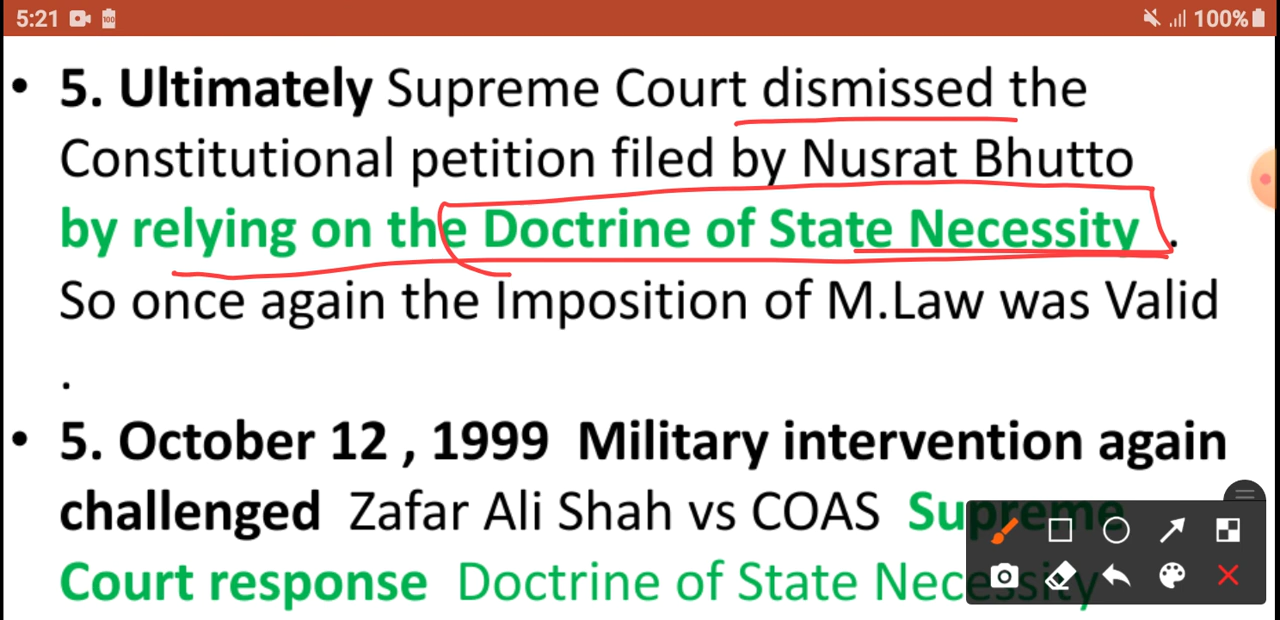 5:21 100%
• 5. Ultimately Supreme Court dismissed the
Constitutional petition filed by Nusrat Bhutto
by relying on the Doctrine of State Necessity .
So once again the Imposition of M.Law was Valid
.
• 5. October 12 , 1999 Military intervention again
challenged Zafar Ali Shah vs COAS Supreme
Court response Doctrine of State Necessity